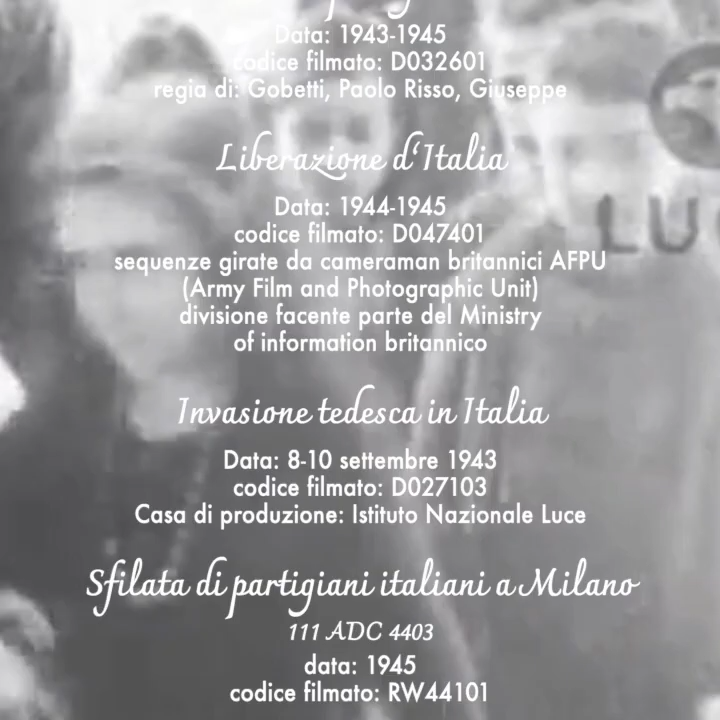 Data: 1943-1945
codice filmato: D032601
regia di: Gobetti, Paolo Risso, Giuseppe
Liberazione d'Italia
Data: 1944-1945
codice filmato: D047401
sequenze girate da cameraman britannici AFPU
(Army Film and Photographic Unit)
divisione facente parte del Ministry
of information britannico
LU
Invasione tedesca in Italia
Data: 8-10 settembre 1943
codice filmato: D027103
Casa di produzione: Istituto Nazionale Luce
Sfilata di partigiani italiani a Milano
111 ADC 4403
data: 1945
codice filmato: RW44101